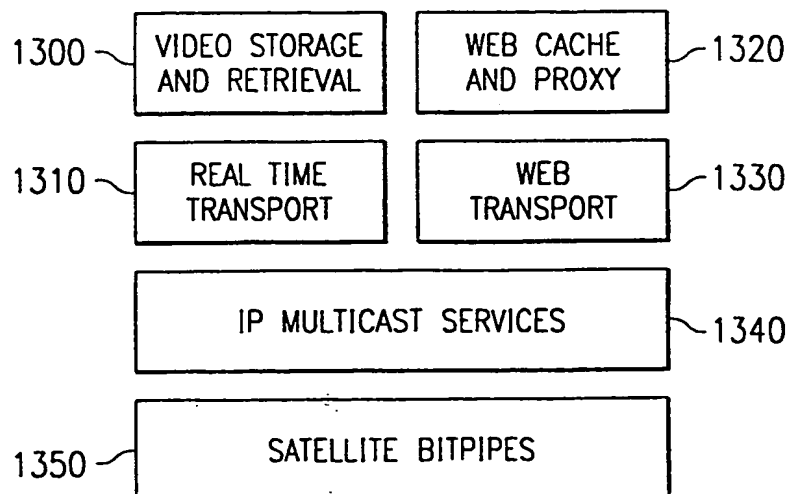 1300
VIDEO STORAGE
AND RETRIEVAL
WEB CACHE
AND PROXY
1320
1310
REAL TIME
TRANSPORT
WEB
TRANSPORT
1330
IP MULTICAST SERVICES
1340
1350
SATELLITE BITPIPES